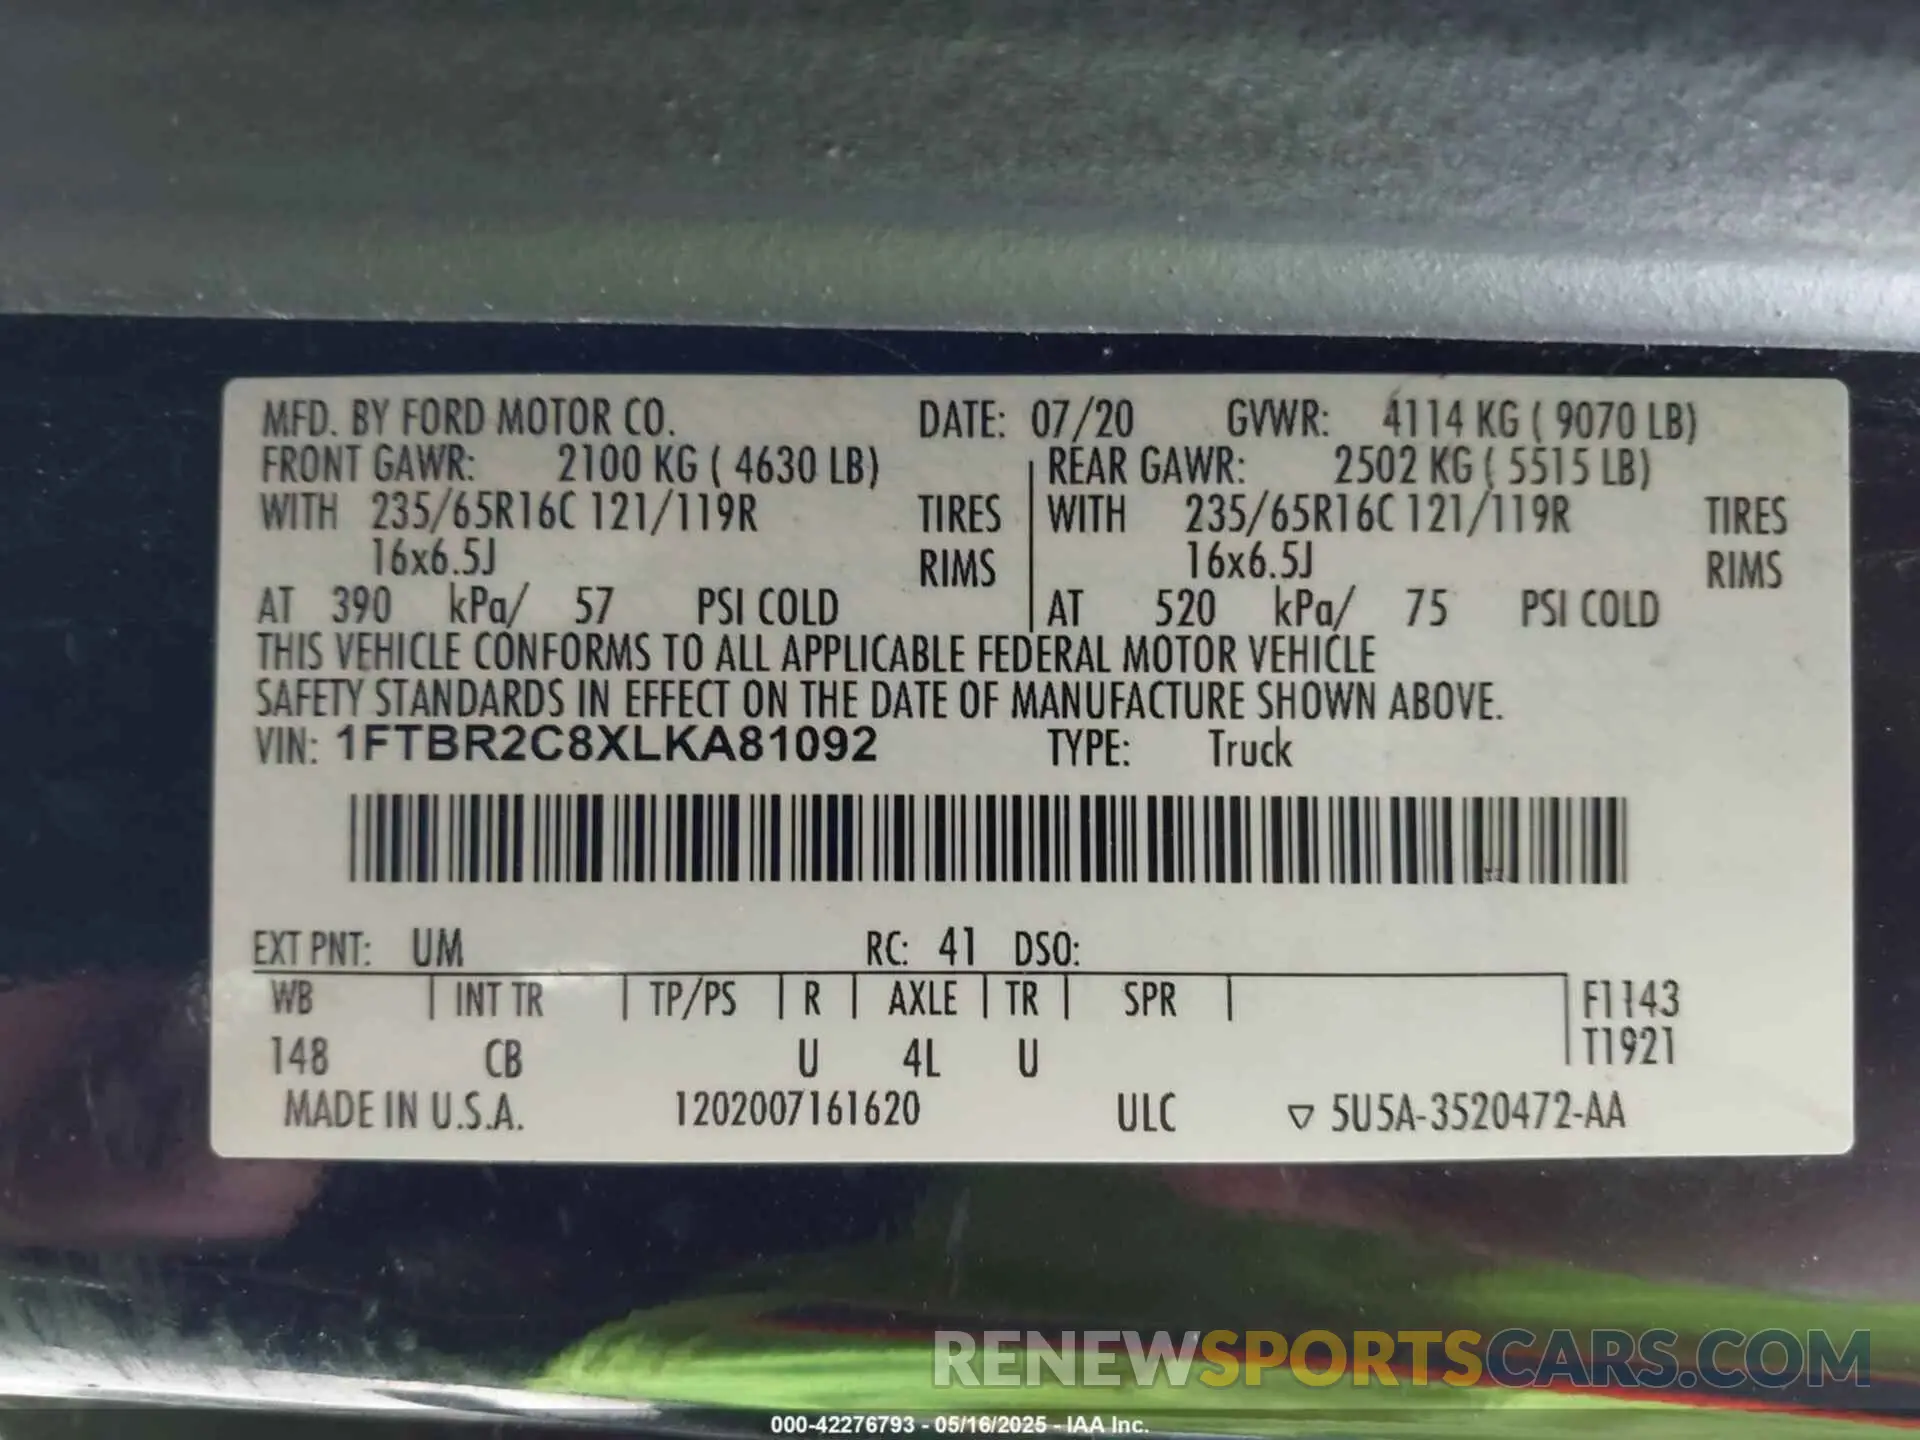 MFD. BY FORD MOTOR CO. DATE: 07/20 GVWR: 4114 KG ( 9070 LB)
FRONT GAWR: 2100 KG ( 4630 LB) REAR GAWR: 2502 KG ( 5515 LB)
WITH 235/65R16C 121/119R TIRES WITH 235/65R16C 121/119R TIRES
16x6.5J RIMS 16x6.5J RIMS
AT 390 kPa/ 57 PSI COLD AT 520 kPa/ 75 PSI COLD
THIS VEHICLE CONFORMS TO ALL APPLICABLE FEDERAL MOTOR VEHICLE
SAFETY STANDARDS IN EFFECT ON THE DATE OF MANUFACTURE SHOWN ABOVE.
VIN: 1FTBR2C8XLKA81092 TYPE: Truck
EXT PNT: UM RC: 41 DSO:
WB INT TR TP/PS R AXLE TR SPR F1143
T1921
148 CB U 4L U
MADE IN U.S.A. 1202007161620 ULC ▽ 5U5A-3520472-AA
RENEWSPORTSCARS.COM
000-42276793 - 05/16/2025 - IAA Inc.